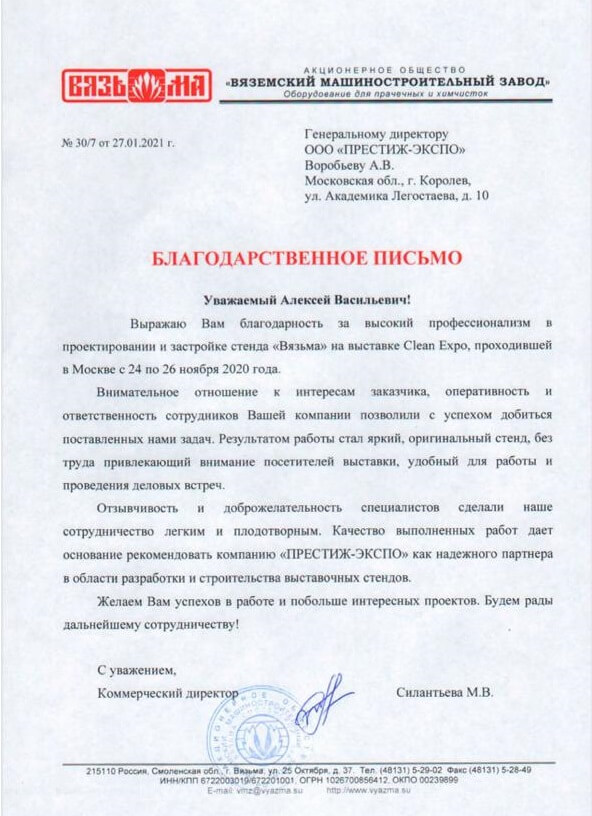 ВЯЗЬМА
АКЦИОНЕРНОЕ ОБЩЕСТВО
«ВЯЗЕМСКИЙ МАШИНОСТРОИТЕЛЬНЫЙ ЗАВОД»
Оборудование для прачечных и химчисток
№ 30/7 от 27.01.2021 г.
Генеральному директору
ООО «ПРЕСТИЖ-ЭКСПО»
Воробьеву А.В.
Московская обл., г. Королев,
ул. Академика Легостаева, д. 10
БЛАГОДАРСТВЕННОЕ ПИСЬМО
Уважаемый Алексей Васильевич!
Выражаю Вам благодарность за высокий профессионализм в
проектировании и застройке стенда «Вязьма» на выставке Clean Expo, проходившей
в Москве с 24 по 26 ноября 2020 года.
Внимательное отношение к интересам заказчика, оперативность и
ответственность сотрудников Вашей компании позволили с успехом добиться
поставленных нами задач. Результатом работы стал яркий, оригинальный стенд, без
труда привлекающий внимание посетителей выставки, удобный для работы и
проведения деловых встреч.
Отзывчивость и доброжелательность специалистов сделали наше
сотрудничество легким и плодотворным. Качество выполненных работ дает
основание рекомендовать компанию «ПРЕСТИЖ-ЭКСПО» как надежного партнера
в области разработки и строительства выставочных стендов.
Желаем Вам успехов в работе и побольше интересных проектов. Будем рады
дальнейшему сотрудничеству!
С уважением,
Коммерческий директор Силантьева М.В.
215110 Россия, Смоленская обл., г. Вязьма, ул. 25 Октября, д. 37. Тел. (48131) 5-29-02 Факс (48131) 5-28-49
ИНН/КПП 6722003019/672201001, ОГРН 1026700856412, ОКПО 00239899
E-mail: vmz@vyazma.su http://www.vyazma.su